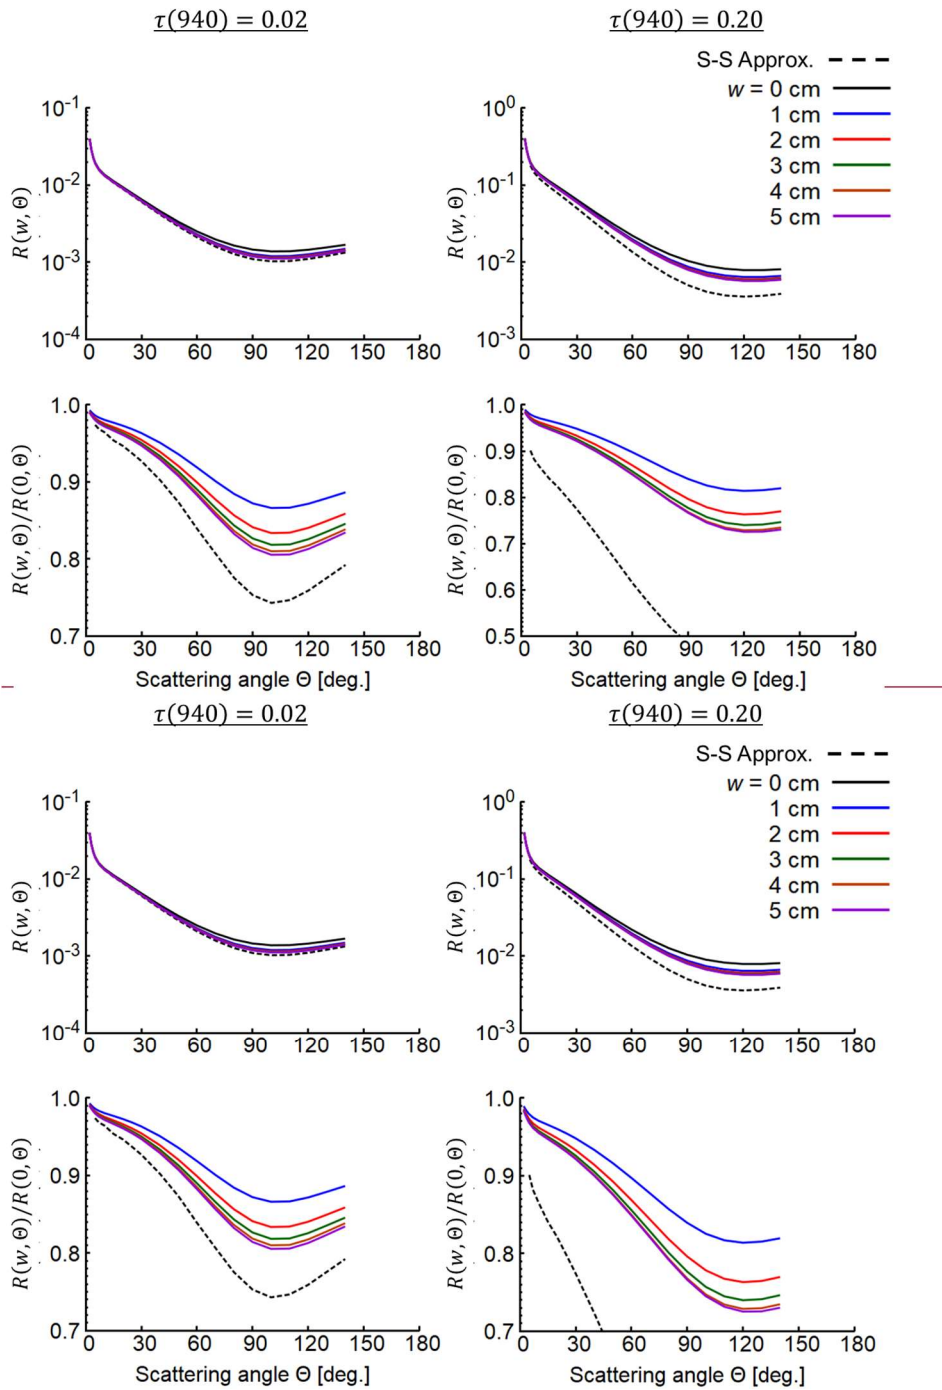 τ(940) = 0.02
τ(940) = 0.20
S-S Approx.
w = 0 cm
1 cm
2 cm
3 cm
4 cm
5 cm
R(w, Θ)
10⁻¹
10⁻²
10⁻³
10⁻⁴
0 30 60 90 120 150 180
R(w, Θ)
10⁰
10⁻¹
10⁻²
10⁻³
0 30 60 90 120 150 180
R(w, Θ)/R(0, Θ)
1.0
0.9
0.8
0.7
0 30 60 90 120 150 180
Scattering angle Θ [deg.]
R(w, Θ)/R(0, Θ)
1.0
0.9
0.8
0.7
0.6
0.5
0 30 60 90 120 150 180
Scattering angle Θ [deg.]
τ(940) = 0.02
τ(940) = 0.20
S-S Approx.
w = 0 cm
1 cm
2 cm
3 cm
4 cm
5 cm
R(w, Θ)
10⁻¹
10⁻²
10⁻³
10⁻⁴
0 30 60 90 120 150 180
R(w, Θ)
10⁰
10⁻¹
10⁻²
10⁻³
0 30 60 90 120 150 180
R(w, Θ)/R(0, Θ)
1.0
0.9
0.8
0.7
0 30 60 90 120 150 180
Scattering angle Θ [deg.]
R(w, Θ)/R(0, Θ)
1.0
0.9
0.8
0.7
0 30 60 90 120 150 180
Scattering angle Θ [deg.]